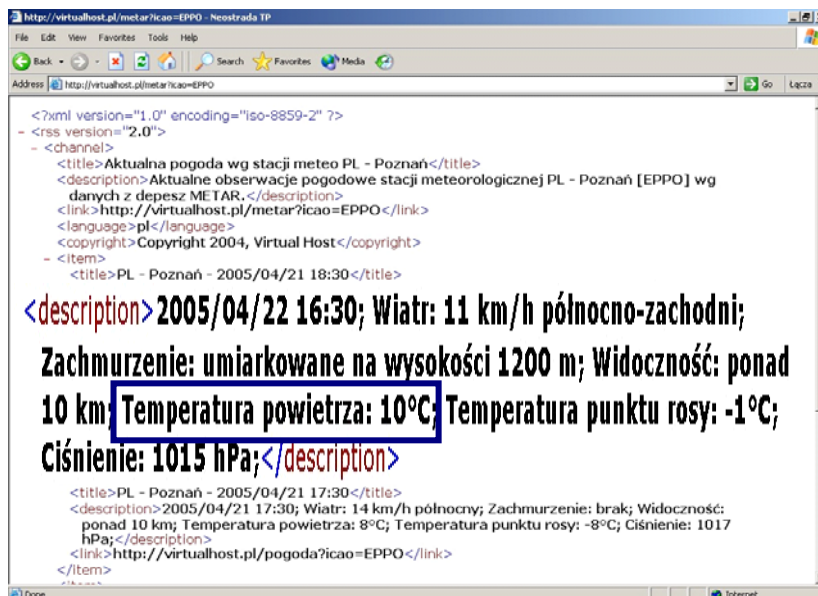 http://virtualhost.pl/metar?icao=EPPO - Neostrada TP
File Edit View Favorites Tools Help
Back Search Favorites Media
Address http://virtualhost.pl/metar?icao=EPPO Go Łącza
<?xml version="1.0" encoding="iso-8859-2" ?>
- <rss version="2.0">
- <channel>
<title>Aktualna pogoda wg stacji meteo PL - Poznań</title>
<description>Aktualne obserwacje pogodowe stacji meteorologicznej PL - Poznań [EPPO] wg
danych z depesz METAR.</description>
<link>http://virtualhost.pl/metar?icao=EPPO</link>
<language>pl</language>
<copyright>Copyright 2004, Virtual Host</copyright>
- <item>
<title>PL - Poznań - 2005/04/21 18:30</title>
<description>2005/04/22 16:30; Wiatr: 11 km/h północno-zachodni;
Zachmurzenie: umiarkowane na wysokości 1200 m; Widoczność: ponad
10 km; Temperatura powietrza: 10°C; Temperatura punktu rosy: -1°C;
Ciśnienie: 1015 hPa;</description>
<title>PL - Poznań - 2005/04/21 17:30</title>
<description>2005/04/21 17:30; Wiatr: 14 km/h północny; Zachmurzenie: brak; Widoczność:
ponad 10 km; Temperatura powietrza: 8°C; Temperatura punktu rosy: -8°C; Ciśnienie: 1017
hPa;</description>
<link>http://virtualhost.pl/pogoda?icao=EPPO</link>
</item>
Done Internet